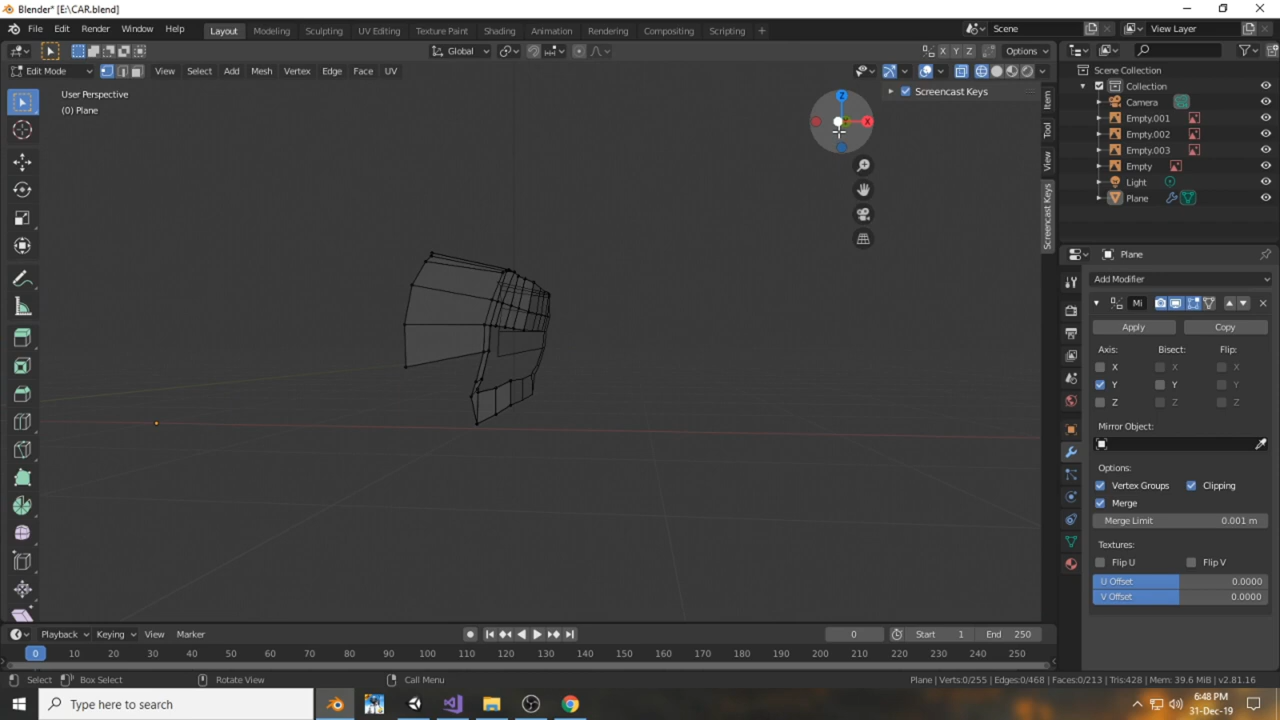 Blender* [E:\CAR.blend]
File Edit Render Window Help Layout Modeling Sculpting UV Editing Texture Paint Shading Animation Rendering Compositing Scripting + Scene View Layer
Global X Y Z Options
Edit Mode View Select Add Mesh Vertex Edge Face UV
User Perspective
(0) Plane
Screencast Keys
Z
X
Item
Tool
View
Screencast Keys
Scene Collection
Collection
Camera
Empty.001
Empty.002
Empty.003
Empty
Light
Plane
Plane
Add Modifier
Mi
Apply Copy
Axis: Bisect: Flip:
X X X
Y Y Y
Z Z Z
Mirror Object:
Options:
Vertex Groups Clipping
Merge
Merge Limit 0.001 m
Textures:
Flip U Flip V
U Offset 0.0000
V Offset 0.0000
Playback Keying View Marker 0 Start 1 End 250
0 10 20 30 40 50 60 70 80 90 100 110 120 130 140 150 160 170 180 190 200 210 220 230 240 250
Select Box Select Rotate View Call Menu Plane | Verts:0/255 | Edges:0/468 | Faces:0/213 | Tris:428 | Mem: 39.6 MiB | v2.81.16
Type here to search 6:48 PM
31-Dec-19